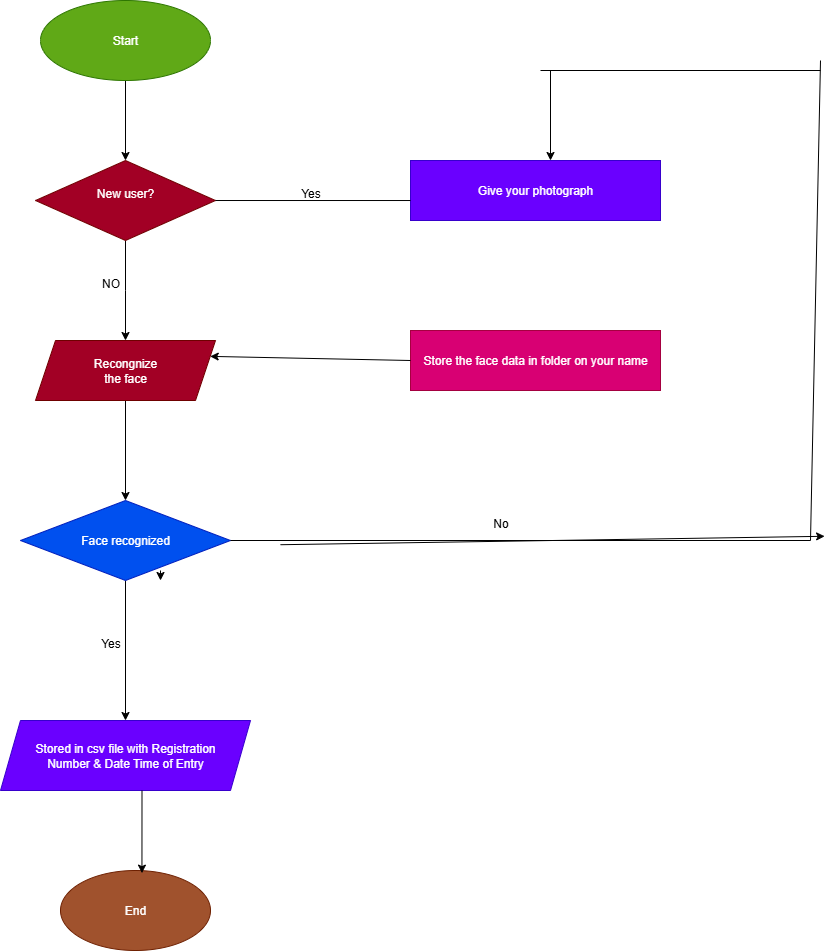 Start
New user?
Yes
Give your photograph
NO
Recongnize
the face
Store the face data in folder on your name
No
Face recognized
Yes
Stored in csv file with Registration
Number & Date Time of Entry
End